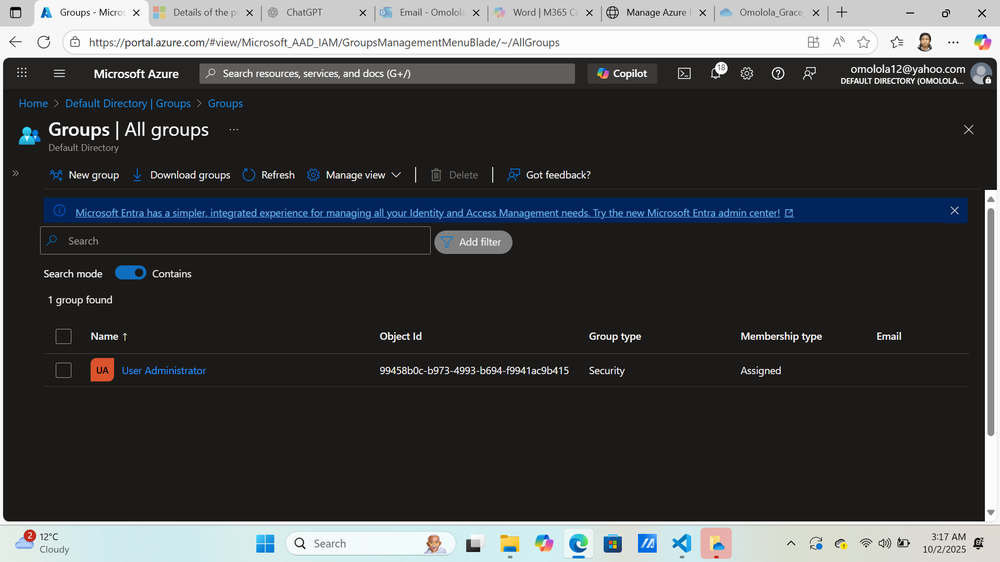 Groups - Micros
Details of the po
ChatGPT
Email - Omolola
Word | M365 Co
Manage Azure
Omolola_Grace_
https://portal.azure.com/#view/Microsoft_AAD_IAM/GroupsManagementMenuBlade/~/AllGroups
Microsoft Azure
Search resources, services, and docs (G+/)
Copilot
18
omolola12@yahoo.com
DEFAULT DIRECTORY (OMOLOLA...
Home > Default Directory | Groups > Groups
Groups | All groups ...
Default Directory
New group
Download groups
Refresh
Manage view
Delete
Got feedback?
Microsoft Entra has a simpler, integrated experience for managing all your Identity and Access Management needs. Try the new Microsoft Entra admin center!
Search
Add filter
Search mode
Contains
1 group found
Name ↑ Object Id Group type Membership type Email
UA User Administrator 99458b0c-b973-4993-b694-f9941ac9b415 Security Assigned
2
12°C
Cloudy
Search
3:17 AM
10/2/2025